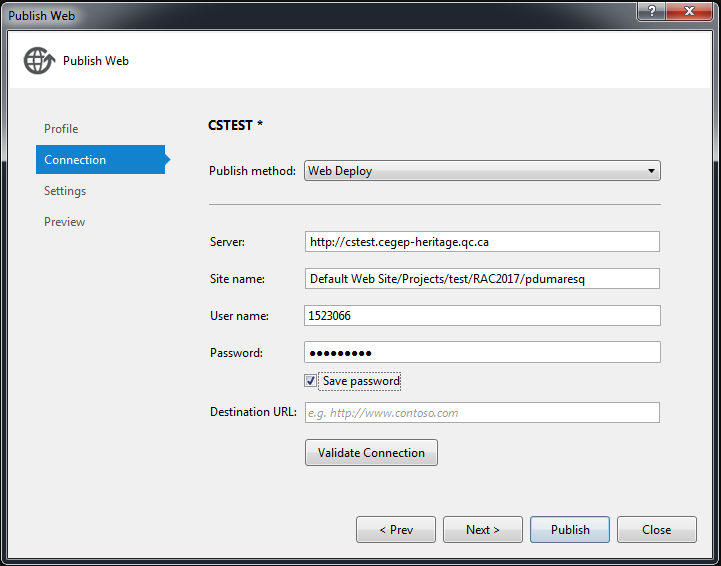 Publish Web
?
Publish Web
Profile
Connection
Settings
Preview
CSTEST *
Publish method: Web Deploy
Server: http://cstest.cegep-heritage.qc.ca
Site name: Default Web Site/Projects/test/RAC2017/pdumaresq
User name: 1523066
Password: ●●●●●●●●●
Save password
Destination URL: e.g. http://www.contoso.com
Validate Connection
< Prev Next > Publish Close